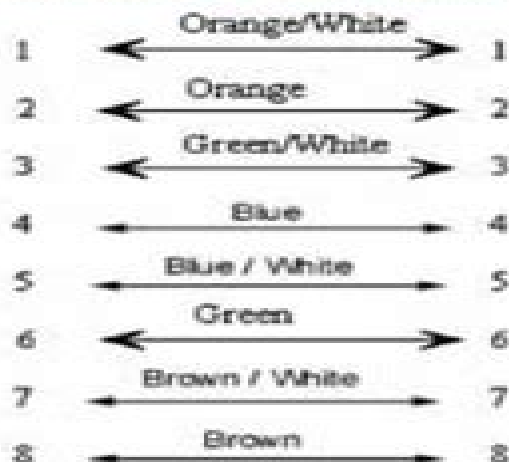 Orange/White
1 1
Orange
2 2
Green/White
3 3
Blue
4 4
Blue / White
5 5
Green
6 6
Brown / White
7 7
Brown
8 8